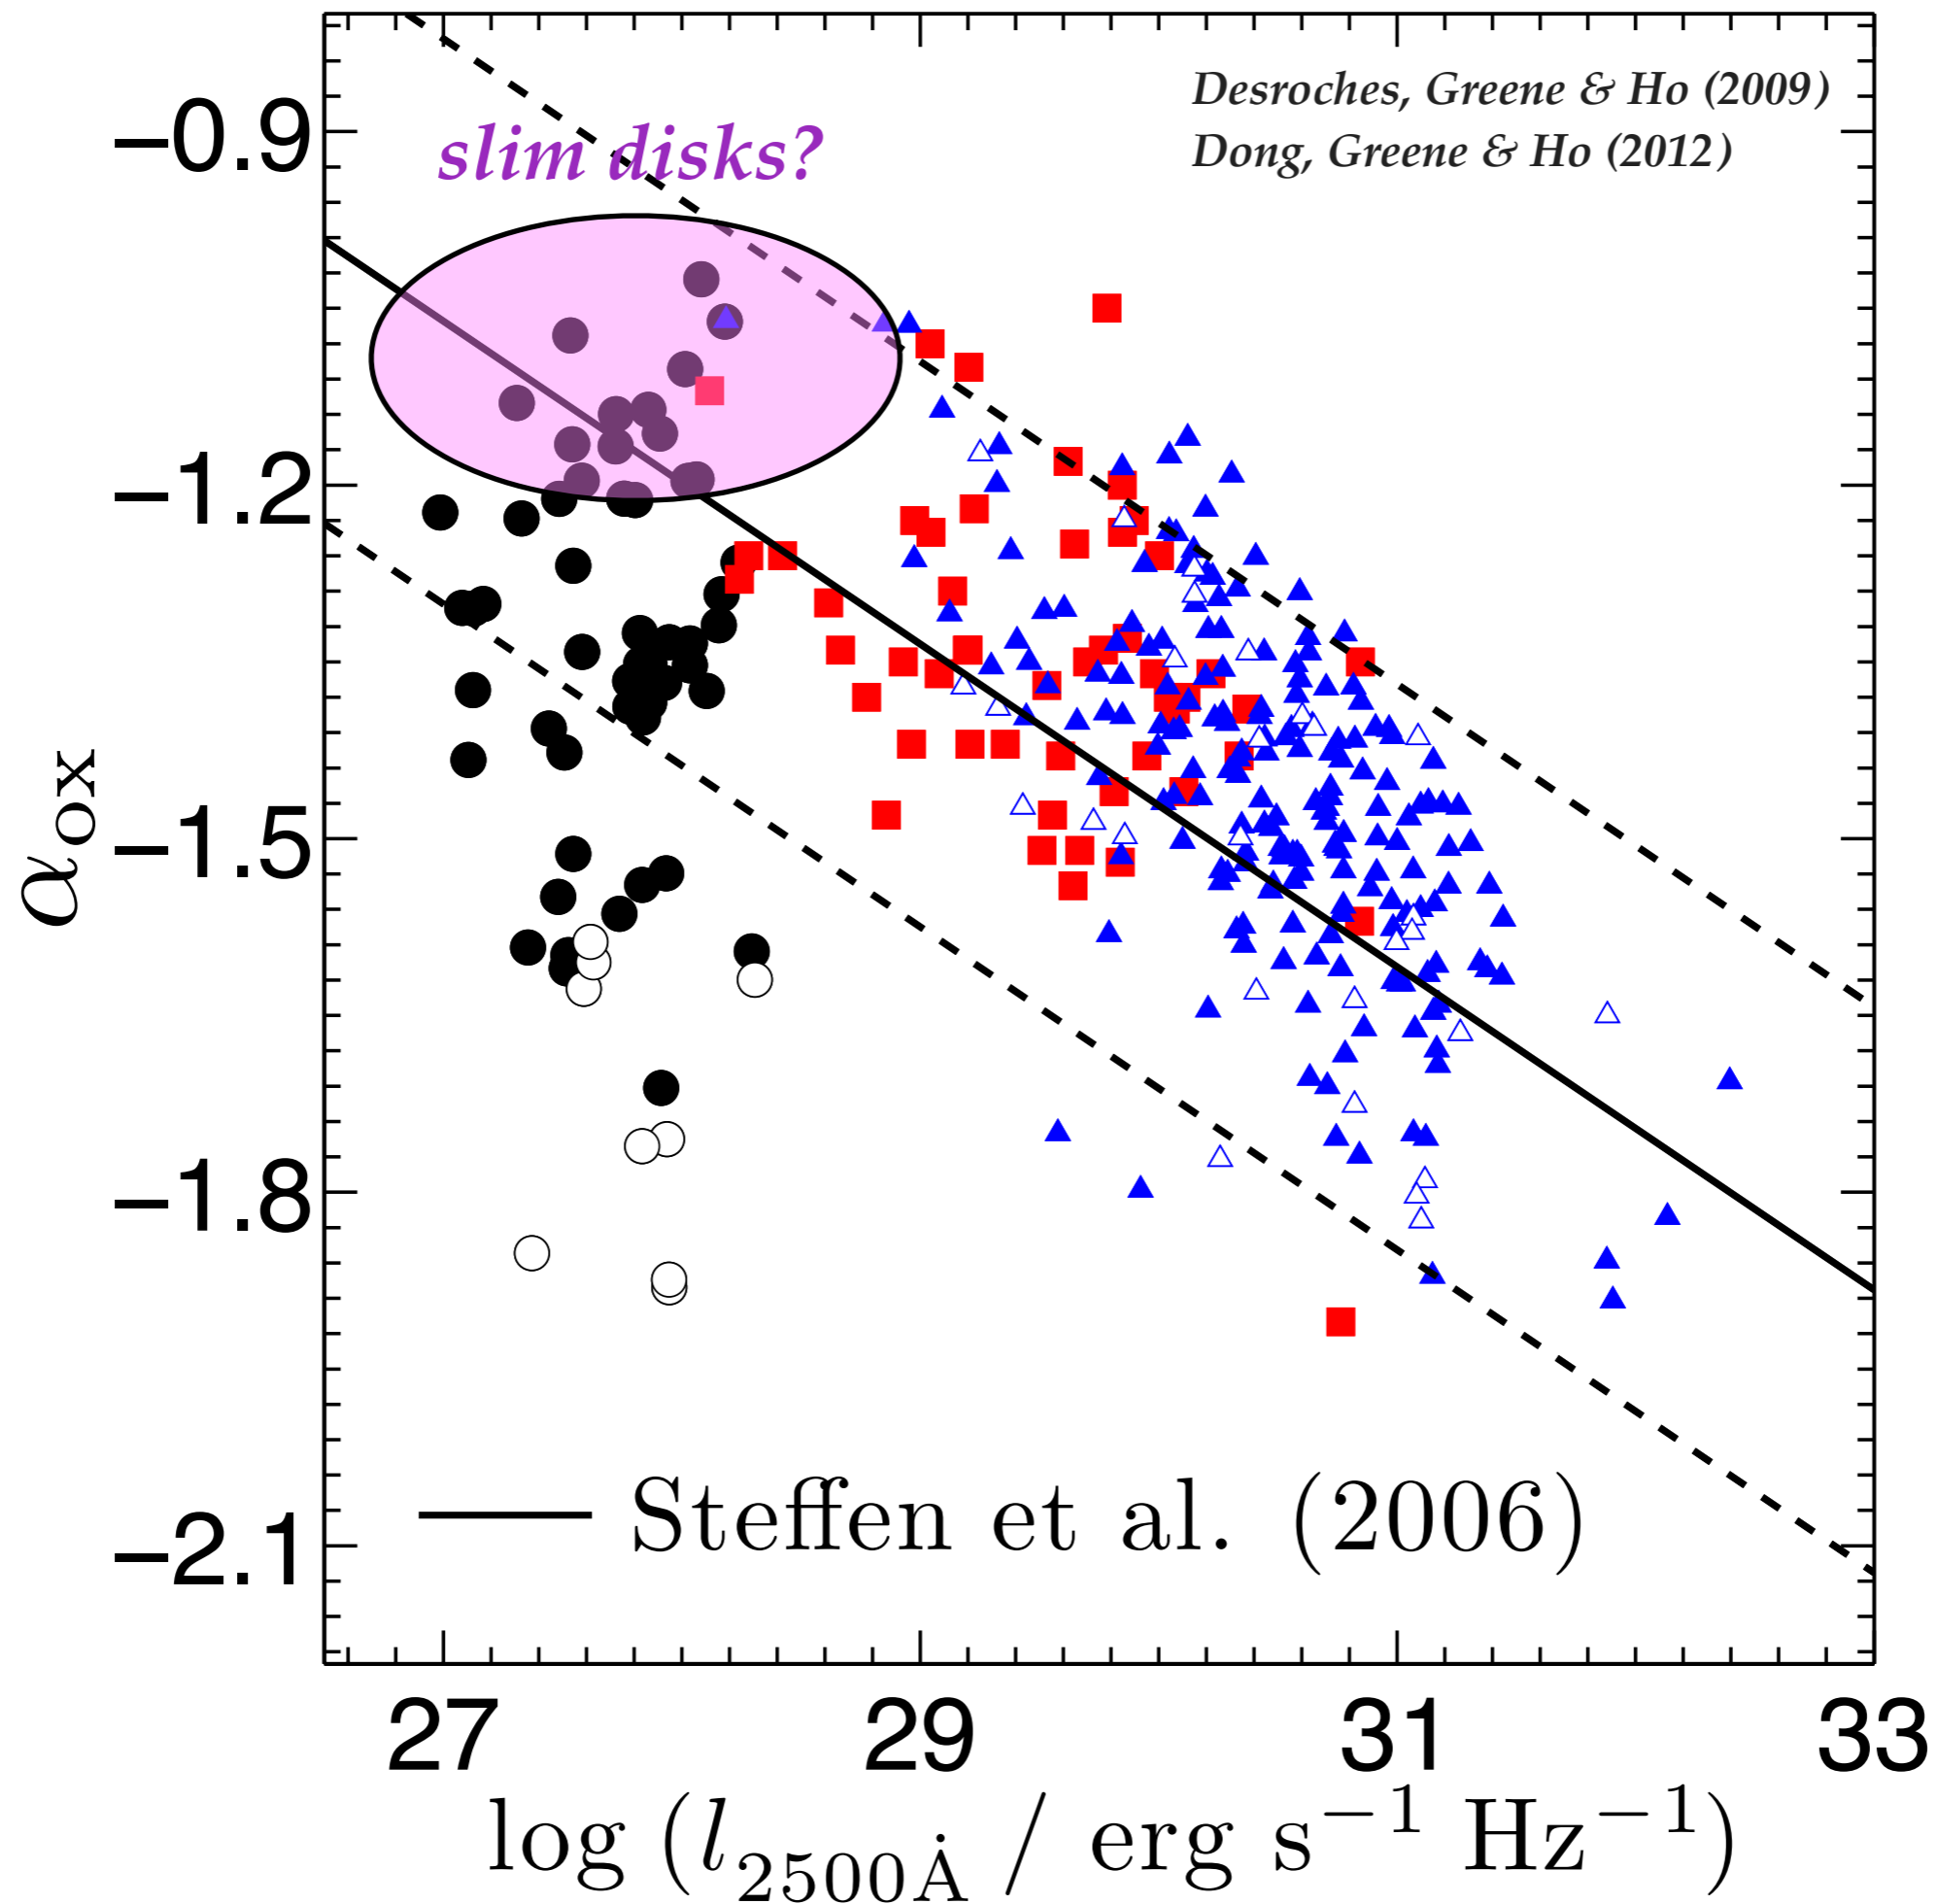 Desroches, Greene & Ho (2009)
Dong, Greene & Ho (2012)
slim disks?
−0.9
−1.2
−1.5
−1.8
−2.1
αox
Steffen et al. (2006)
27 29 31 33
log (l2500Å / erg s−1 Hz−1)